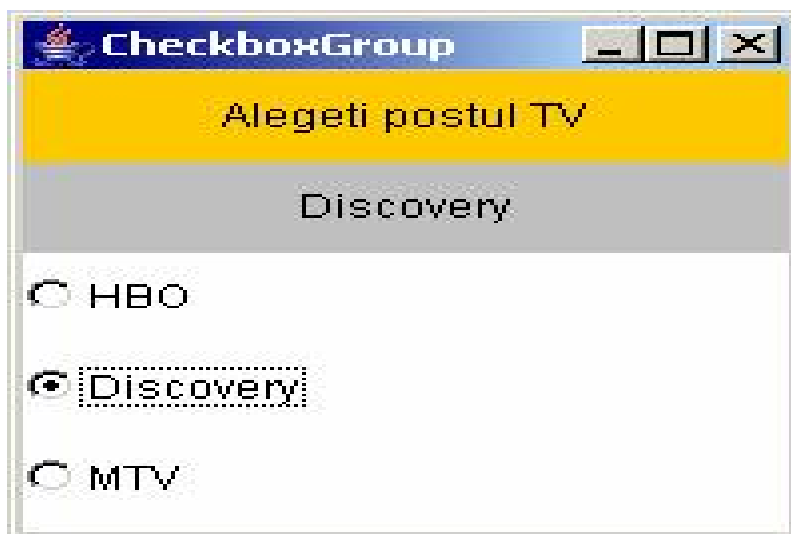 CheckboxGroup
Alegeti postul TV
Discovery
HBO
Discovery
MTV